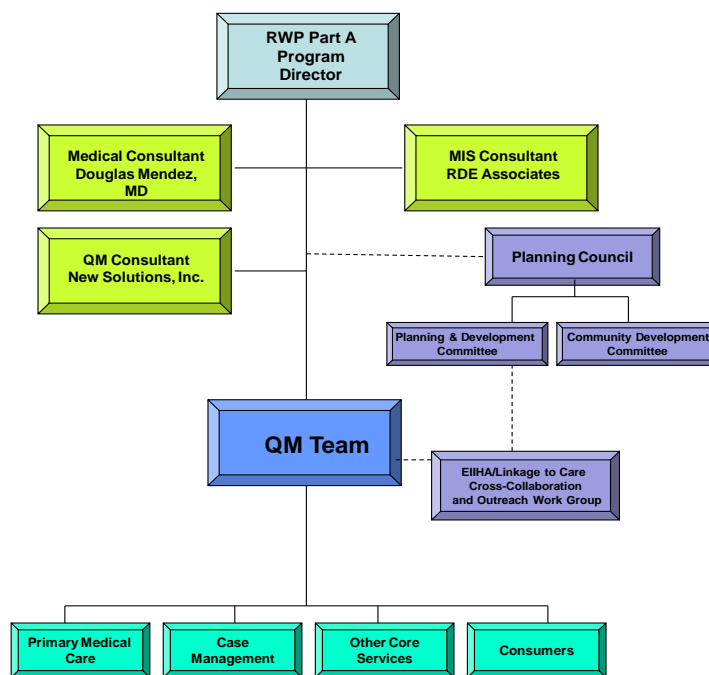 RWP Part A
Program
Director
Medical Consultant
Douglas Mendez,
MD
MIS Consultant
RDE Associates
QM Consultant
New Solutions, Inc.
Planning Council
Planning & Development
Committee
Community Development
Committee
QM Team
EIIHA/Linkage to Care
Cross-Collaboration
and Outreach Work Group
Primary Medical
Care
Case
Management
Other Core
Services
Consumers